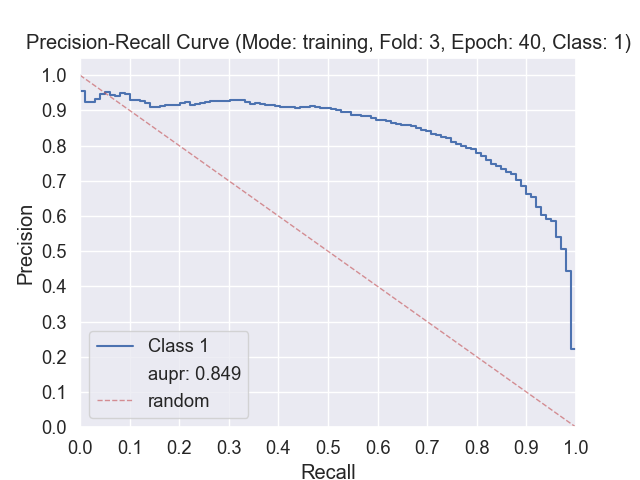 Precision-Recall Curve (Mode: training, Fold: 3, Epoch: 40, Class: 1)
1.0
0.9
0.8
0.7
0.6
0.5
0.4
0.3
0.2
0.1
0.0
Precision
Class 1
aupr: 0.849
random
0.0 0.1 0.2 0.3 0.4 0.5 0.6 0.7 0.8 0.9 1.0
Recall